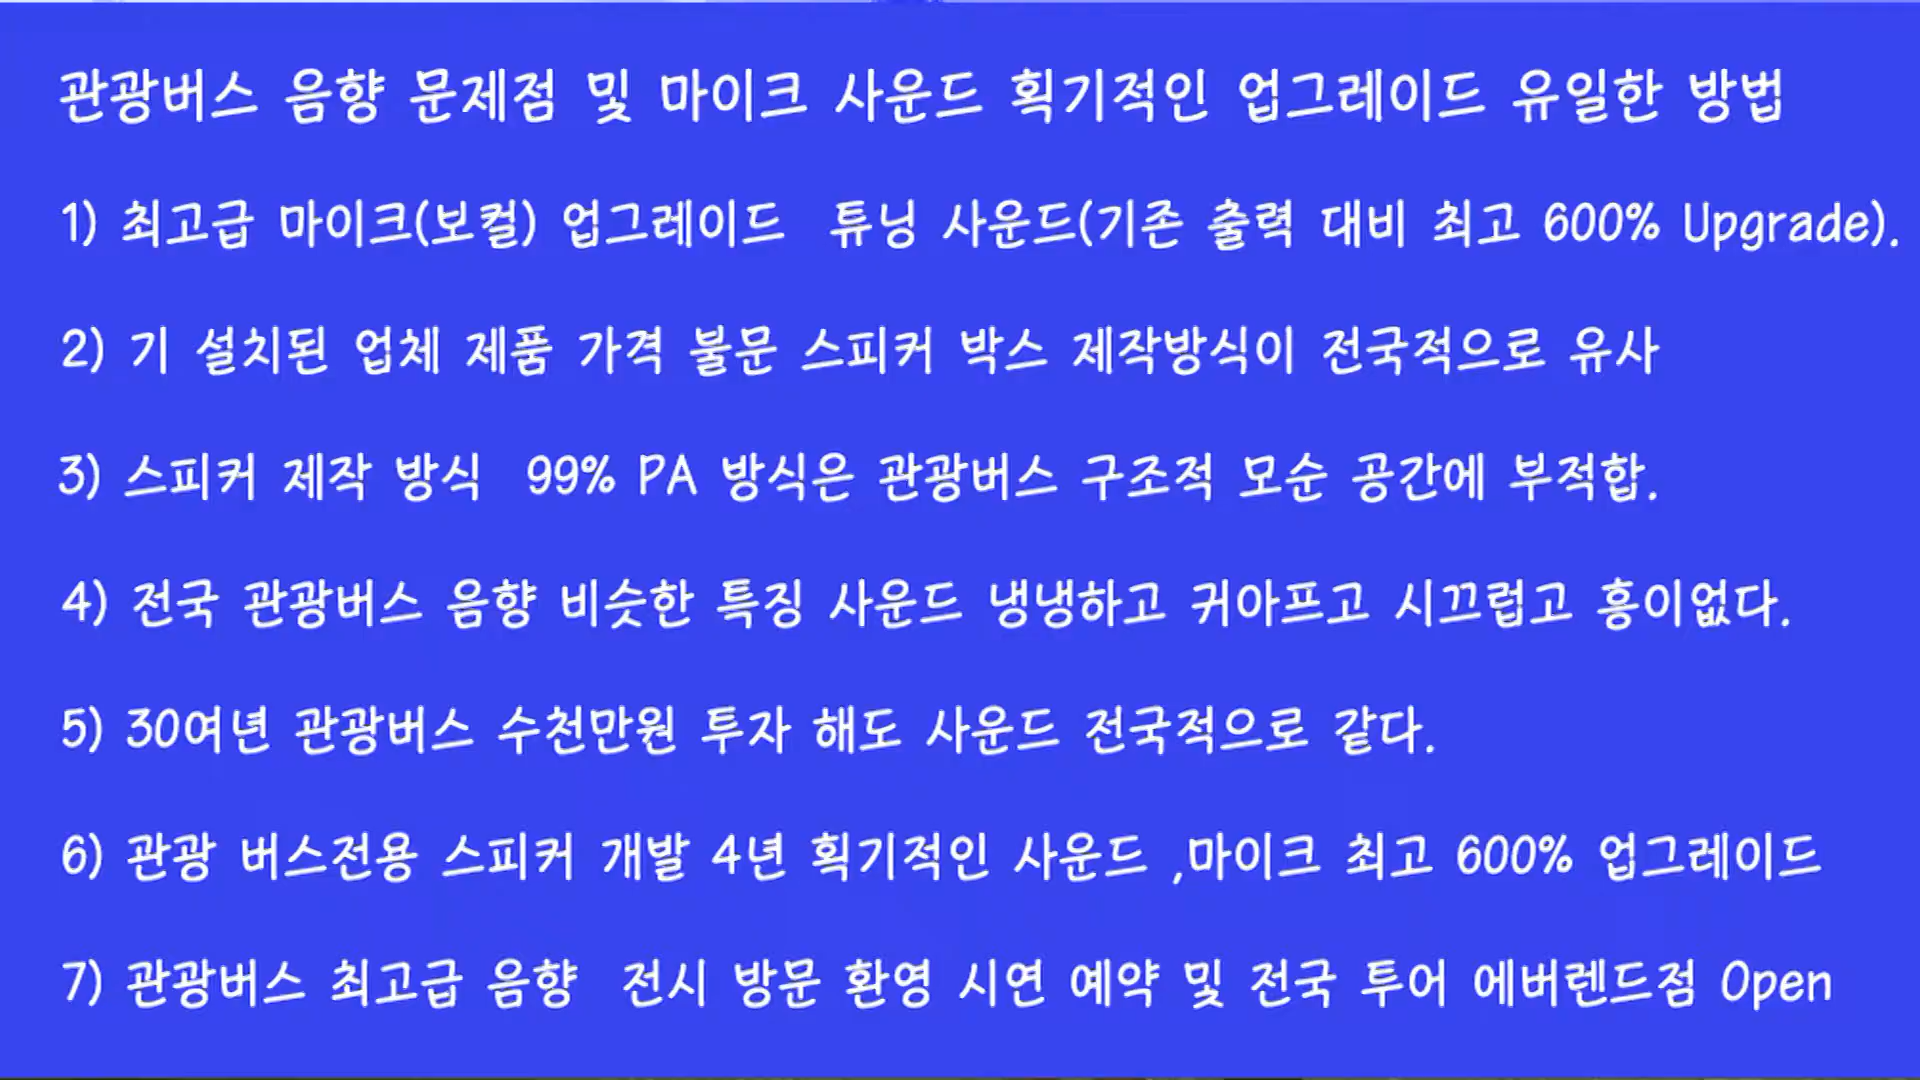 관광버스 음향 문제점 및 마이크 사운드 획기적인 업그레이드 유일한 방법
1) 최고급 마이크(보컬) 업그레이드 튜닝 사운드(기존 출력 대비 최고 600% Upgrade).
2) 기 설치된 업체 제품 가격 불문 스피커 박스 제작방식이 전국적으로 유사
3) 스피커 제작 방식 99% PA 방식은 관광버스 구조적 모순 공간에 부적합.
4) 전국 관광버스 음향 비슷한 특징 사운드 냉냉하고 귀아프고 시끄럽고 흥이없다.
5) 30여년 관광버스 수천만원 투자 해도 사운드 전국적으로 같다.
6) 관광 버스전용 스피커 개발 4년 획기적인 사운드 ,마이크 최고 600% 업그레이드
7) 관광버스 최고급 음향 전시 방문 환영 시연 예약 및 전국 투어 에버렌드점 Open